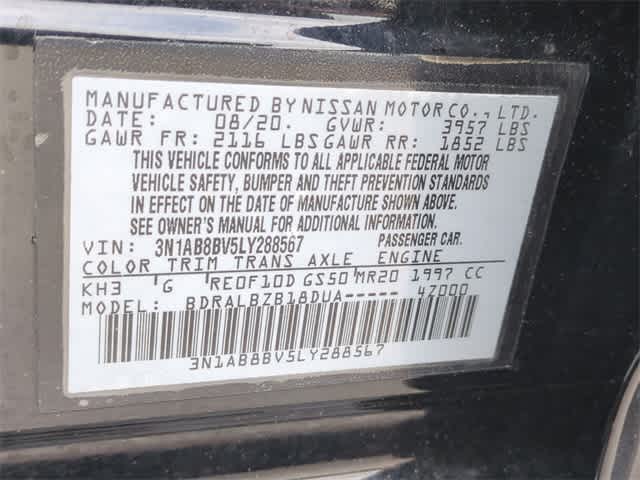 MANUFACTURED BY NISSAN MOTOR CO., LTD.
DATE: 08/20. GVWR: 3957 LBS
GAWR FR: 2116 LBS GAWR RR: 1852 LBS
THIS VEHICLE CONFORMS TO ALL APPLICABLE FEDERAL MOTOR
VEHICLE SAFETY, BUMPER AND THEFT PREVENTION STANDARDS
IN EFFECT ON THE DATE OF MANUFACTURE SHOWN ABOVE.
SEE OWNER'S MANUAL FOR ADDITIONAL INFORMATION.
VIN: 3N1AB8BV5LY288567 PASSENGER CAR.
COLOR TRIM TRANS AXLE ENGINE
KH3 'G 'RE0F10D GS50 MR20 1997 CC
MODEL: BDRALBZB18DUA----- 4Z000
3N1AB8BV5LY288567